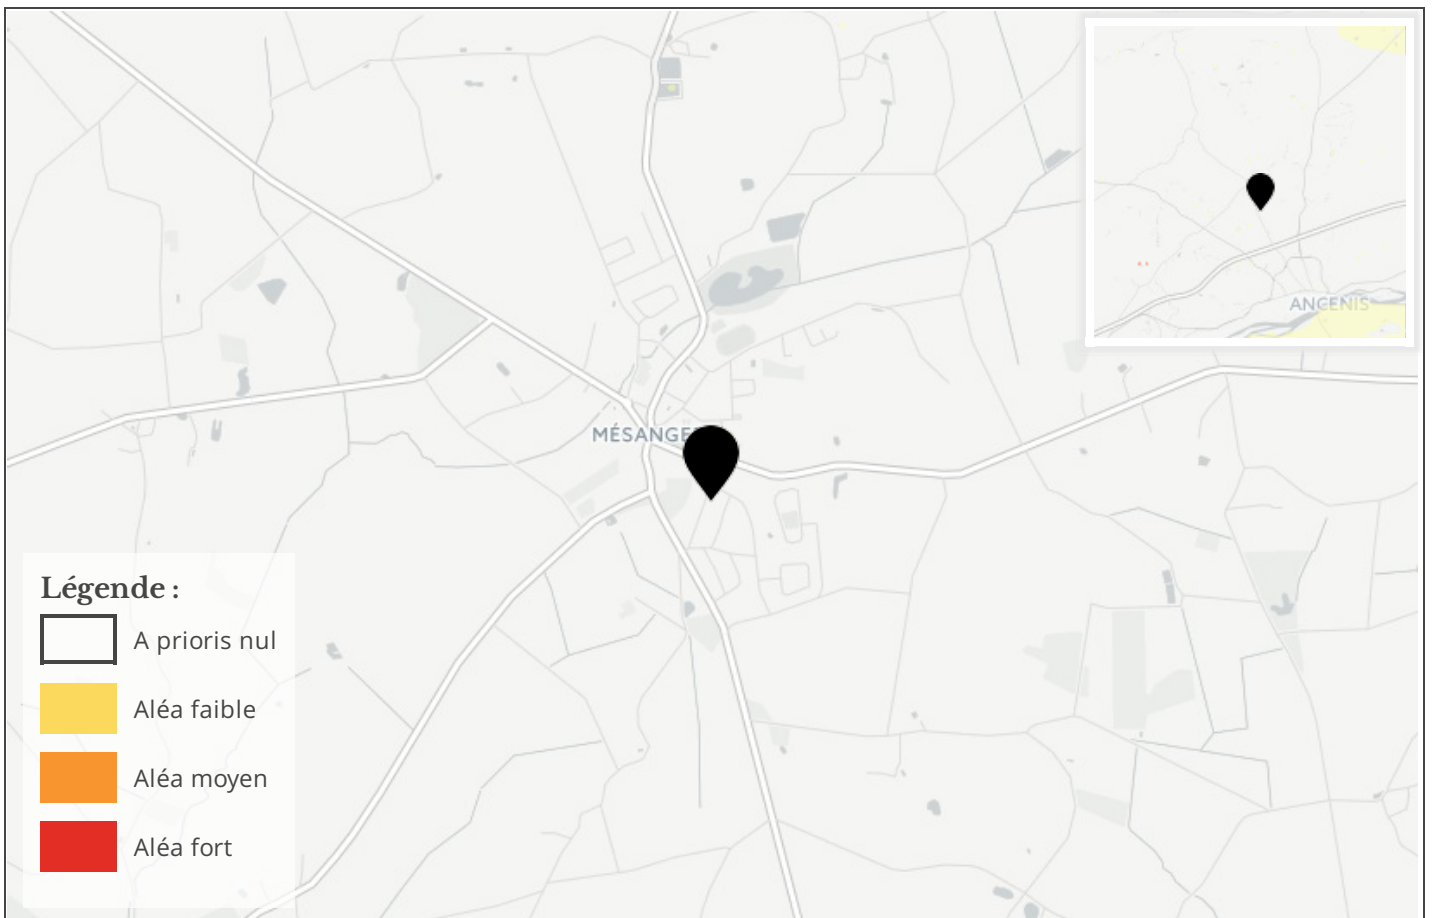 ANCENIS
MÉSANGE
Légende :
A prioris nul
Aléa faible
Aléa moyen
Aléa fort